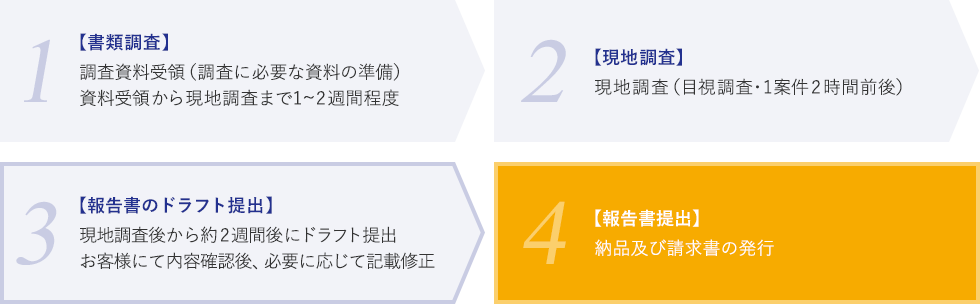 1
【書類調査】
調査資料受領（調査に必要な資料の準備）
資料受領から現地調査まで1~2週間程度
2
【現地調査】
現地調査（目視調査・1案件2時間前後）
3
【報告書のドラフト提出】
現地調査後から約2週間後にドラフト提出
お客様にて内容確認後、必要に応じて記載修正
4
【報告書提出】
納品及び請求書の発行